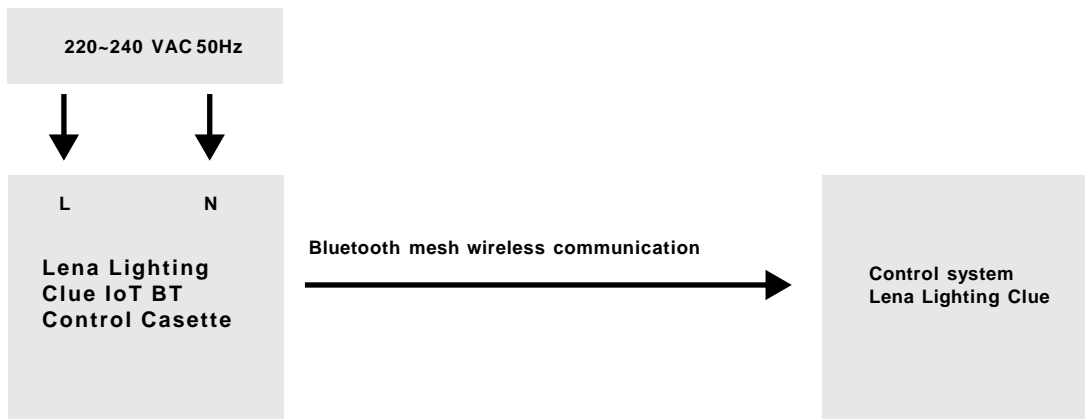 220~240 VAC 50Hz
L N
Bluetooth mesh wireless communication
Lena Lighting
Clue IoT BT
Control Casette
Control system
Lena Lighting Clue